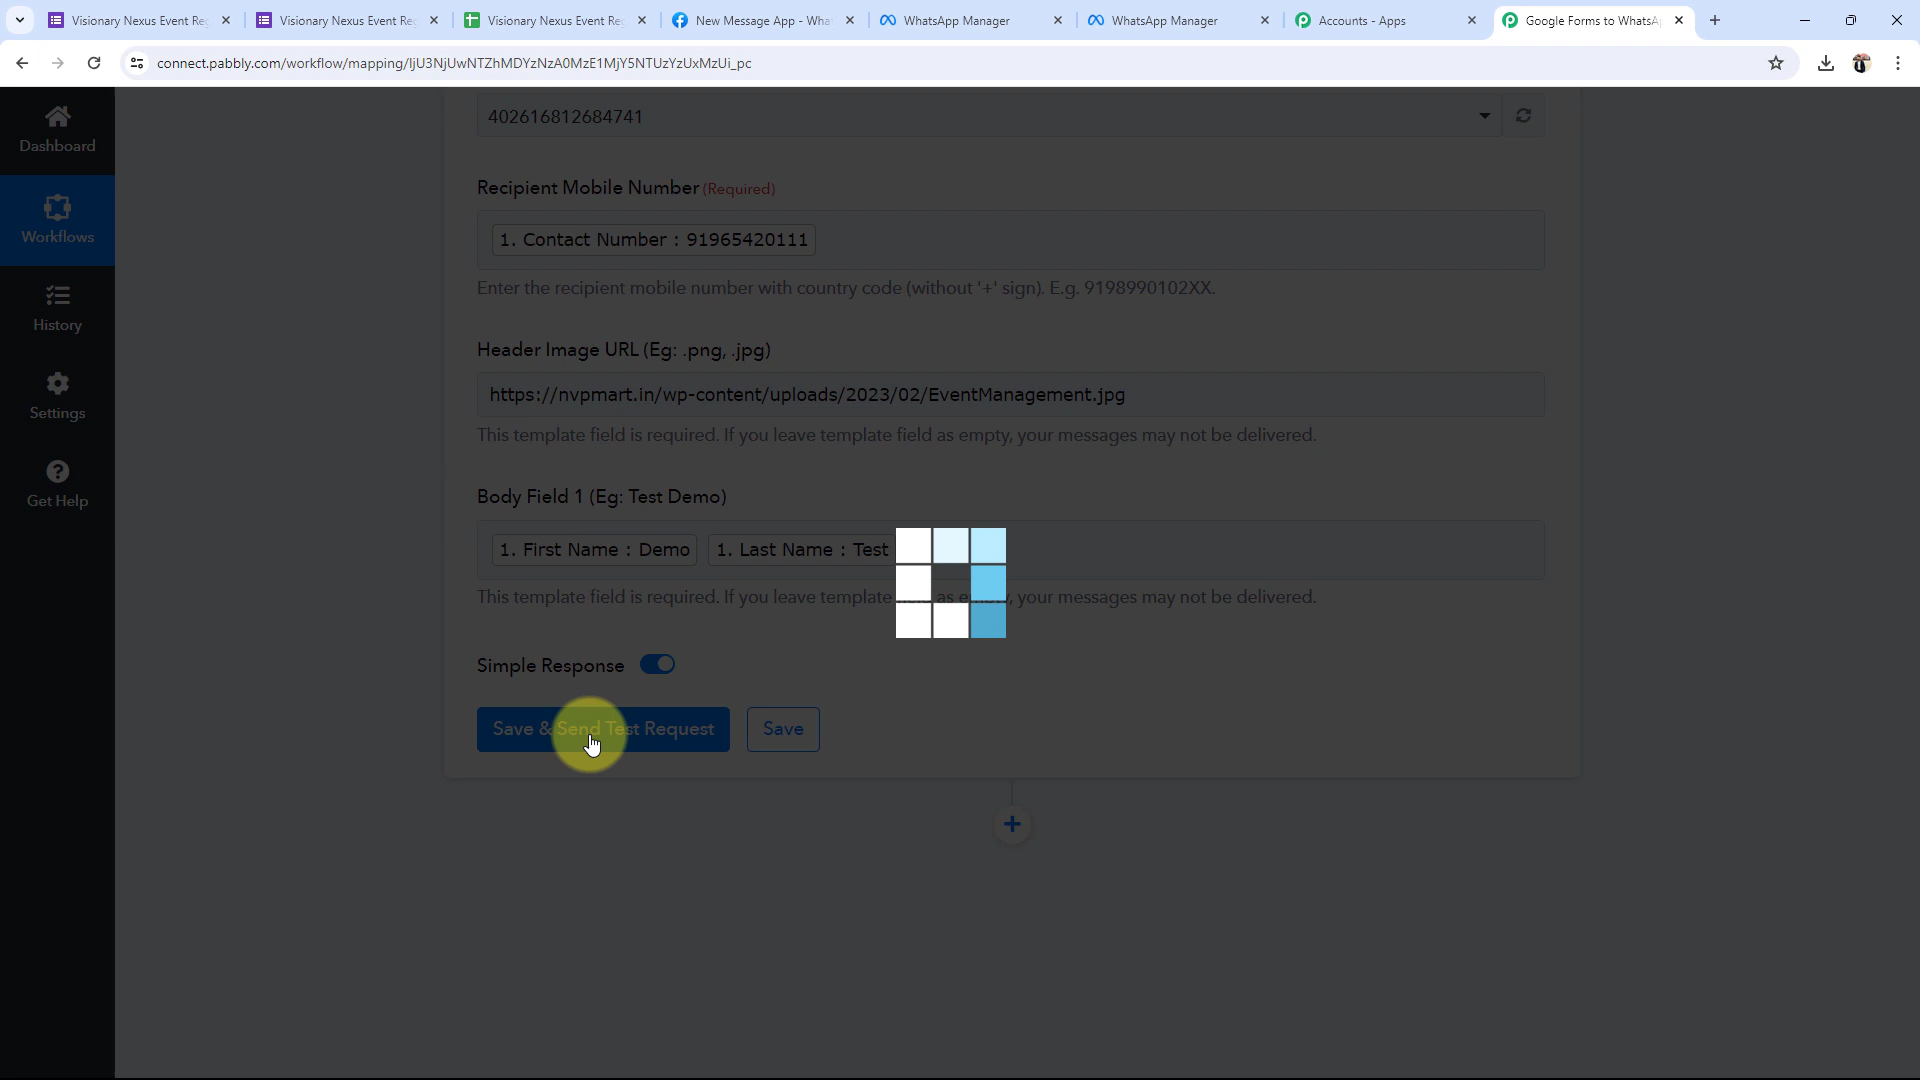 Visionary Nexus Event Re
Visionary Nexus Event Re
Visionary Nexus Event Re
New Message App - Wha
WhatsApp Manager
WhatsApp Manager
Accounts - Apps
Google Forms to WhatsA
connect.pabbly.com/workflow/mapping/IjU3NjUwNTZhMDYzNzA0MzE1MjY5NTUzYzUxMzUi_pc
Dashboard
Workflows
History
Settings
Get Help
402616812684741
Recipient Mobile Number (Required)
1. Contact Number : 91965420111
Enter the recipient mobile number with country code (without '+' sign). E.g. 9198990102XX.
Header Image URL (Eg: .png, .jpg)
https://nvpmart.in/wp-content/uploads/2023/02/EventManagement.jpg
This template field is required. If you leave template field as empty, your messages may not be delivered.
Body Field 1 (Eg: Test Demo)
1. First Name : Demo 1. Last Name : Test
This template field is required. If you leave template as your messages may not be delivered.
Simple Response
Save & Send Test Request
Save